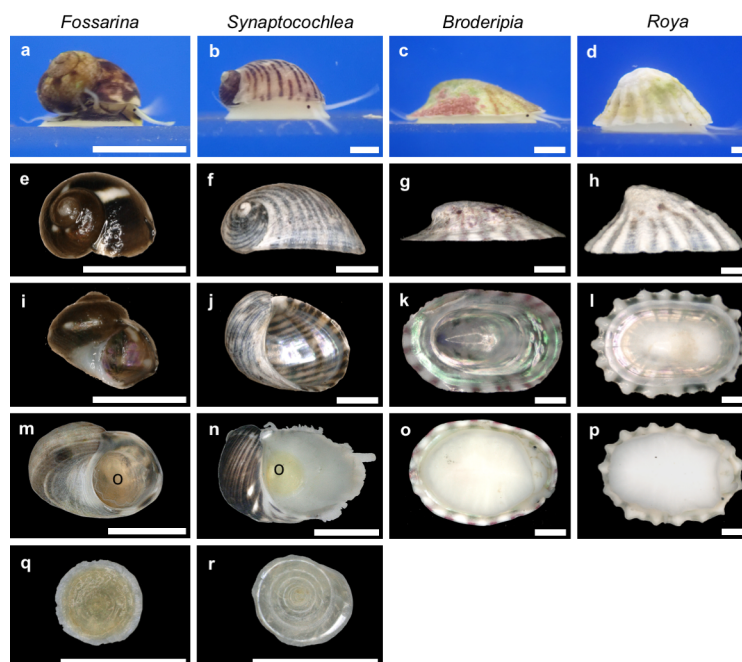 Fossarina Synaptocochlea Broderipia Roya
a b c d
e f g h
i j k l
m n o p
O O
q r